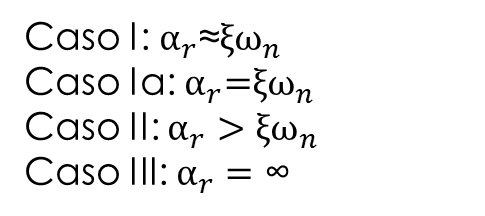 Caso I: αᵣ≈ξωₙ
Caso Ia: αᵣ=ξωₙ
Caso II: αᵣ > ξωₙ
Caso III: αᵣ = ∞